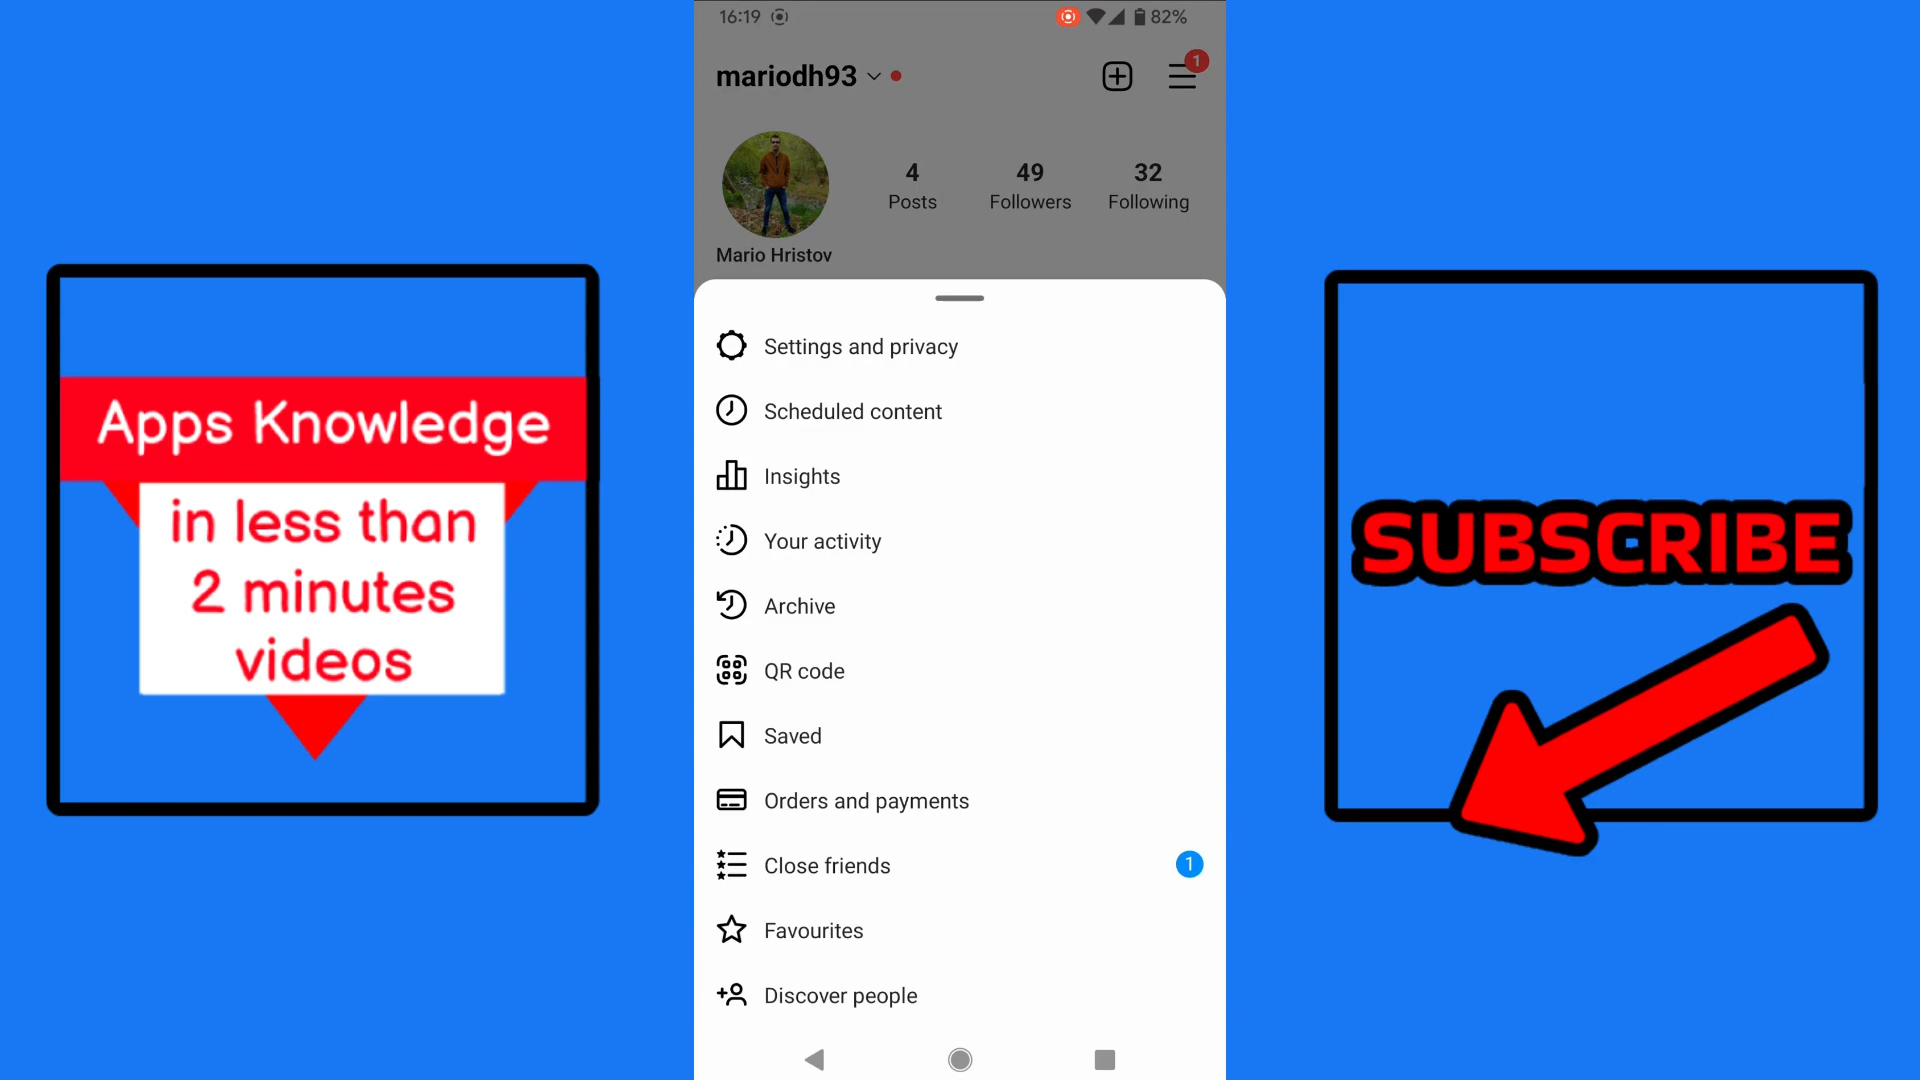 16:19
82%
mariodh93
1
4
49
32
Posts
Followers
Following
Mario Hristov
Apps Knowledge
in less than
2 minutes
videos
Settings and privacy
Scheduled content
Insights
Your activity
Archive
QR code
Saved
Orders and payments
Close friends
1
Favourites
Discover people
SUBSCRIBE